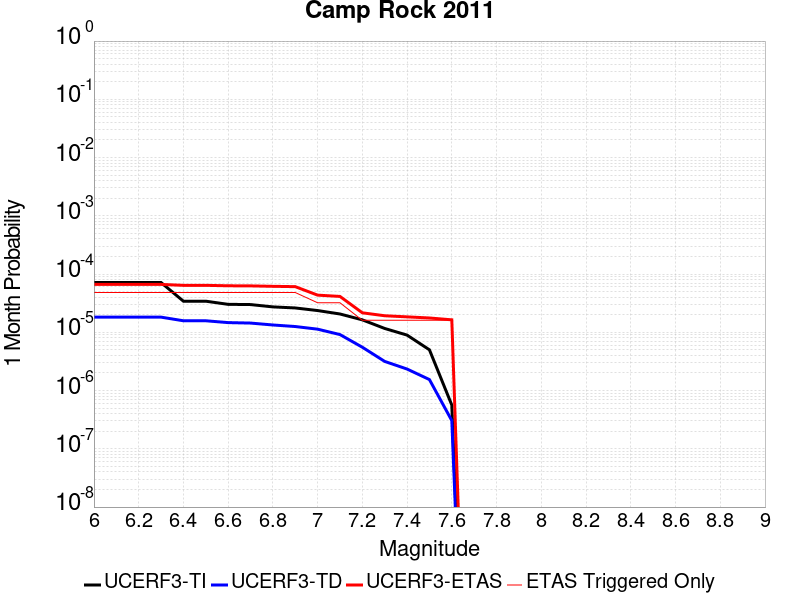 Camp Rock 2011
10^0
10^-1
10^-2
10^-3
10^-4
10^-5
10^-6
10^-7
10^-8
1 Month Probability
6 6.2 6.4 6.6 6.8 7 7.2 7.4 7.6 7.8 8 8.2 8.4 8.6 8.8 9
Magnitude
UCERF3-TI UCERF3-TD UCERF3-ETAS ETAS Triggered Only